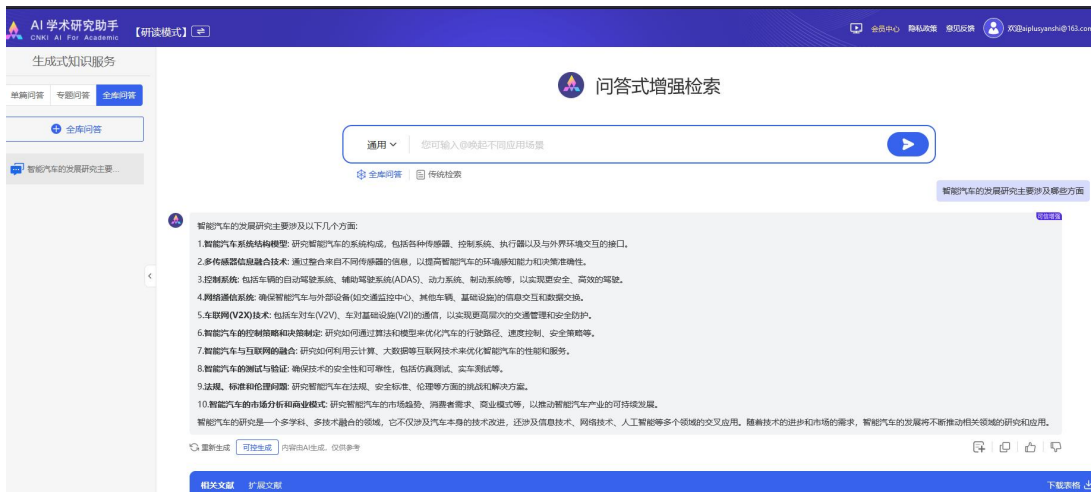 AI 学术研究助手
CNKI AI For Academic
【研读模式】
会员中心 隐私政策 意见反馈 欢迎aiplusyanshi@163.com
生成式知识服务
单篇问答 专题问答 全库问答
全库问答
智能汽车的发展研究主要...
问答式增强检索
通用 您可输入@唤起不同应用场景
全库问答 传统检索
智能汽车的发展研究主要涉及哪些方面
可信增强
智能汽车的发展研究主要涉及以下几个方面:
1.智能汽车系统结构模型: 研究智能汽车的系统构成，包括各种传感器、控制系统、执行器以及与外界环境交互的接口。
2.多传感器信息融合技术: 通过整合来自不同传感器的信息，以提高智能汽车的环境感知能力和决策准确性。
3.控制系统: 包括车辆的自动驾驶系统、辅助驾驶系统(ADAS)、动力系统、制动系统等，以实现更安全、高效的驾驶。
4.网络通信系统: 确保智能汽车与外部设备(如交通监控中心、其他车辆、基础设施)的信息交互和数据交换。
5.车联网(V2X)技术: 包括车对车(V2V)、车对基础设施(V2I)的通信，以实现更高层次的交通管理和安全防护。
6.智能汽车的控制策略和决策制定: 研究如何通过算法和模型来优化汽车的行驶路径、速度控制、安全策略等。
7.智能汽车与互联网的融合: 研究如何利用云计算、大数据等互联网技术来优化智能汽车的性能和服务。
8.智能汽车的测试与验证: 确保技术的安全性和可靠性，包括仿真测试、实车测试等。
9.法规、标准和伦理问题: 研究智能汽车在法规、安全标准、伦理等方面的挑战和解决方案。
10.智能汽车的市场分析和商业模式: 研究智能汽车的市场趋势、消费者需求、商业模式等，以推动智能汽车产业的可持续发展。
智能汽车的研究是一个多学科、多技术融合的领域，它不仅涉及汽车本身的技术改进，还涉及信息技术、网络技术、人工智能等多个领域的交叉应用。随着技术的进步和市场的需求，智能汽车的发展将不断推动相关领域的研究和应用。
重新生成 可控生成 内容由AI生成，仅供参考
相关文献 扩展文献 下载表格